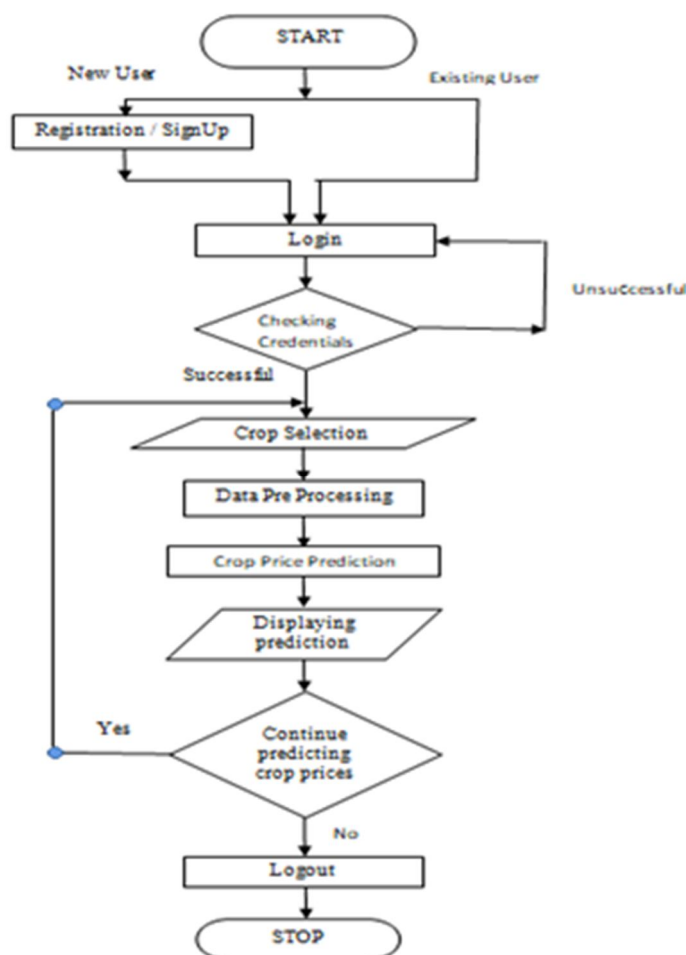 START
New User
Existing User
Registration / SignUp
Login
Unsuccessful
Checking
Credentials
Successful
Crop Selection
Data Pre Processing
Crop Price Prediction
Displaying
prediction
Yes
Continue
predicting
crop prices
No
Logout
STOP